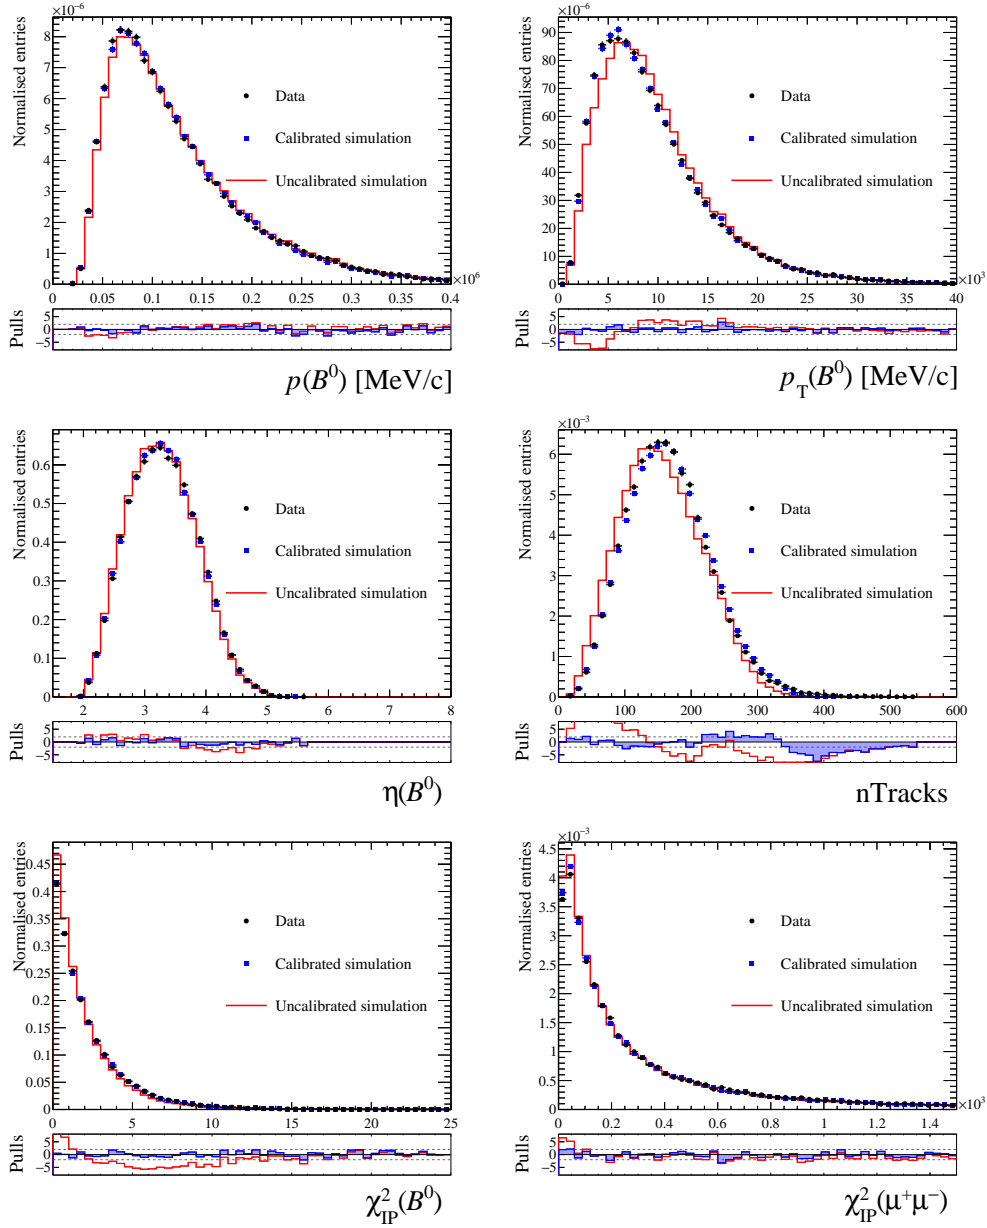 ×10⁻⁶
Normalised entries
8
7
6
5
4
3
2
1
0
Data
Calibrated simulation
Uncalibrated simulation
0 0.05 0.1 0.15 0.2 0.25 0.3 0.35 0.4
×10⁶
Pulls
5
0
−5
p(B⁰) [MeV/c]
×10⁻⁶
Normalised entries
90
80
70
60
50
40
30
20
10
0
Data
Calibrated simulation
Uncalibrated simulation
0 10 20 30 40
×10³
Pulls
5
0
−5
p_T(B⁰) [MeV/c]
Normalised entries
0.6
0.5
0.4
0.3
0.2
0.1
0
Data
Calibrated simulation
Uncalibrated simulation
2 3 4 5 6 7 8
Pulls
5
0
−5
η(B⁰)
×10⁻³
Normalised entries
6
5
4
3
2
1
0
Data
Calibrated simulation
Uncalibrated simulation
0 100 200 300 400 500 600
Pulls
5
0
−5
nTracks
Normalised entries
0.45
0.4
0.35
0.3
0.25
0.2
0.15
0.1
0.05
0
Data
Calibrated simulation
Uncalibrated simulation
0 5 10 15 20 25
Pulls
5
0
−5
χ²_IP(B⁰)
×10⁻³
Normalised entries
4.5
4
3.5
3
2.5
2
1.5
1
0.5
0
Data
Calibrated simulation
Uncalibrated simulation
0 0.2 0.4 0.6 0.8 1 1.2 1.4
×10³
Pulls
5
0
−5
χ²_IP(μ⁺μ⁻)